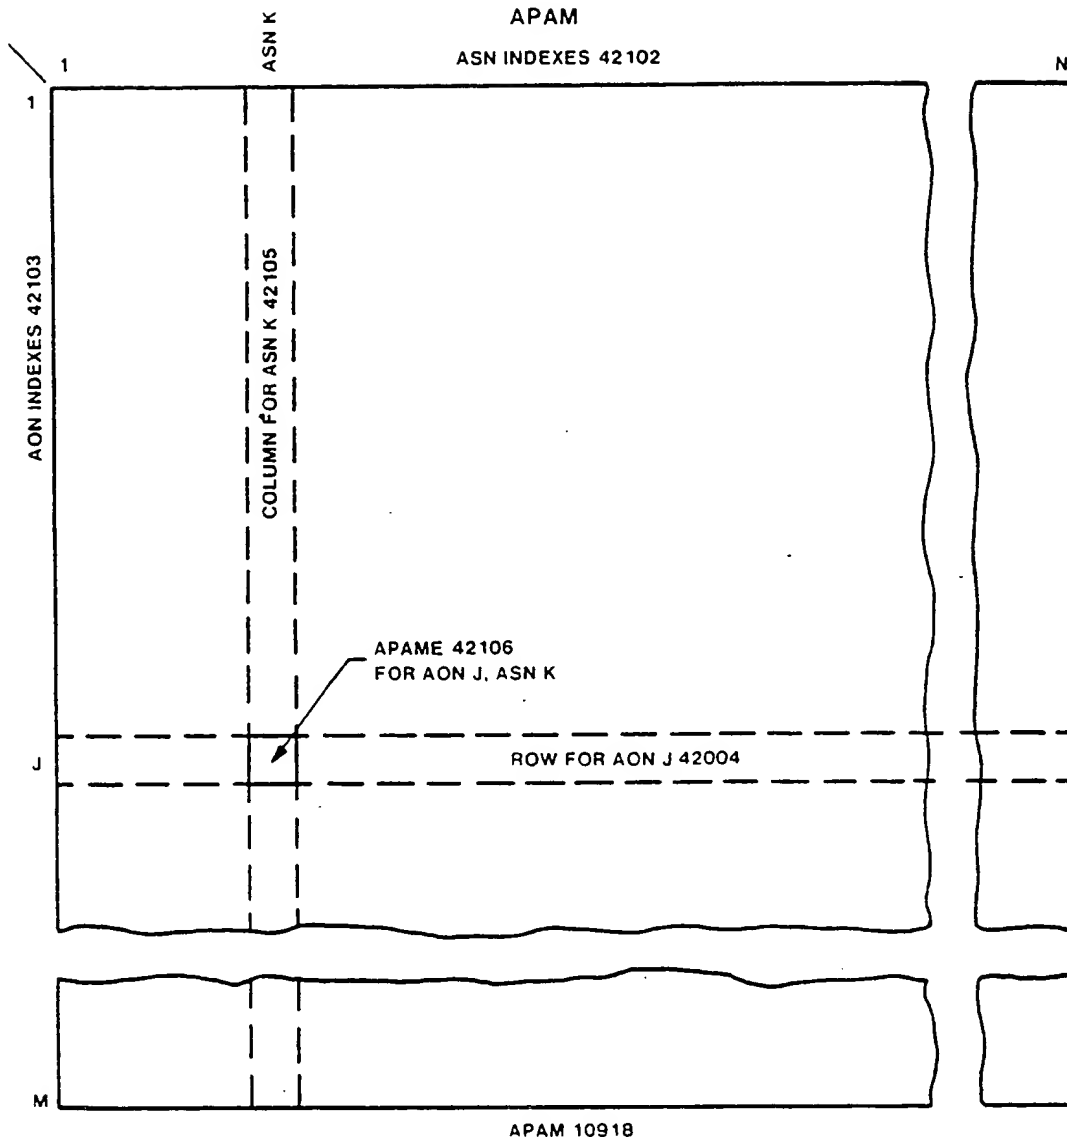 APAM
ASN INDEXES 42102
1
ASN K
N
1
AON INDEXES 42103
COLUMN FOR ASN K 42105
APAME 42106
FOR AON J, ASN K
J
ROW FOR AON J 42004
M
APAM 10918